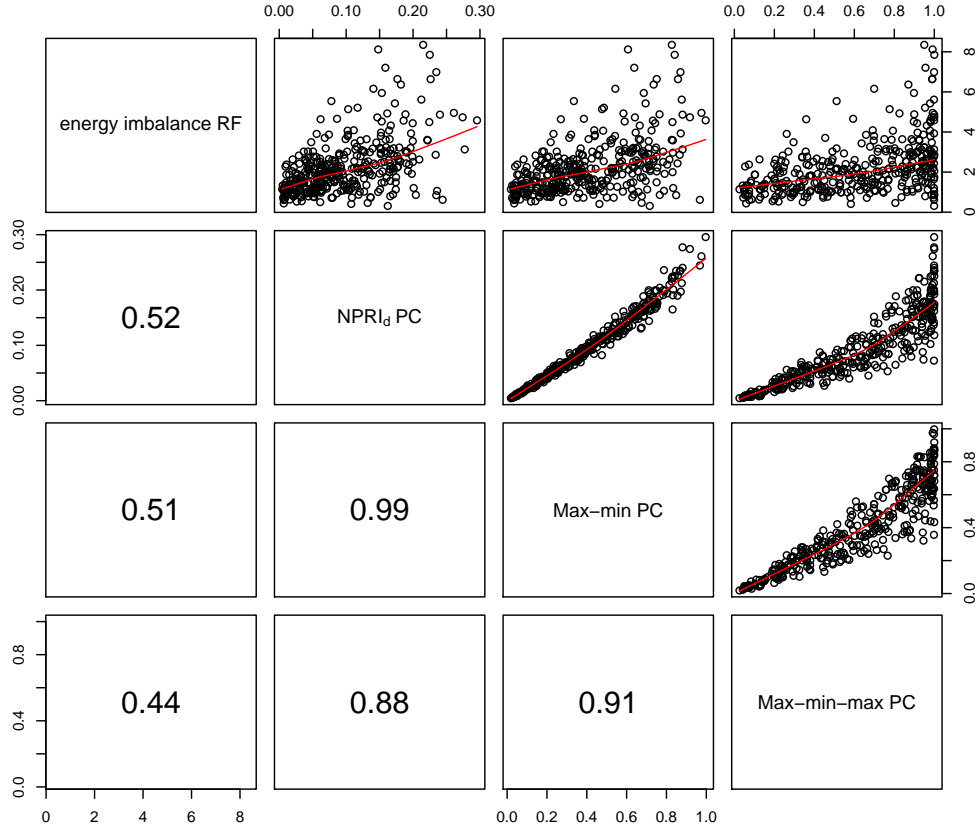 0.00 0.10 0.20 0.30 0.0 0.2 0.4 0.6 0.8 1.0
energy imbalance RF
0 2 4 6 8
0.00 0.10 0.20 0.30
0.52
NPRId PC
0.51
0.99
Max−min PC
0.0 0.4 0.8
0.0 0.4 0.8
0.44
0.88
0.91
Max−min−max PC
0 2 4 6 8 0.0 0.2 0.4 0.6 0.8 1.0